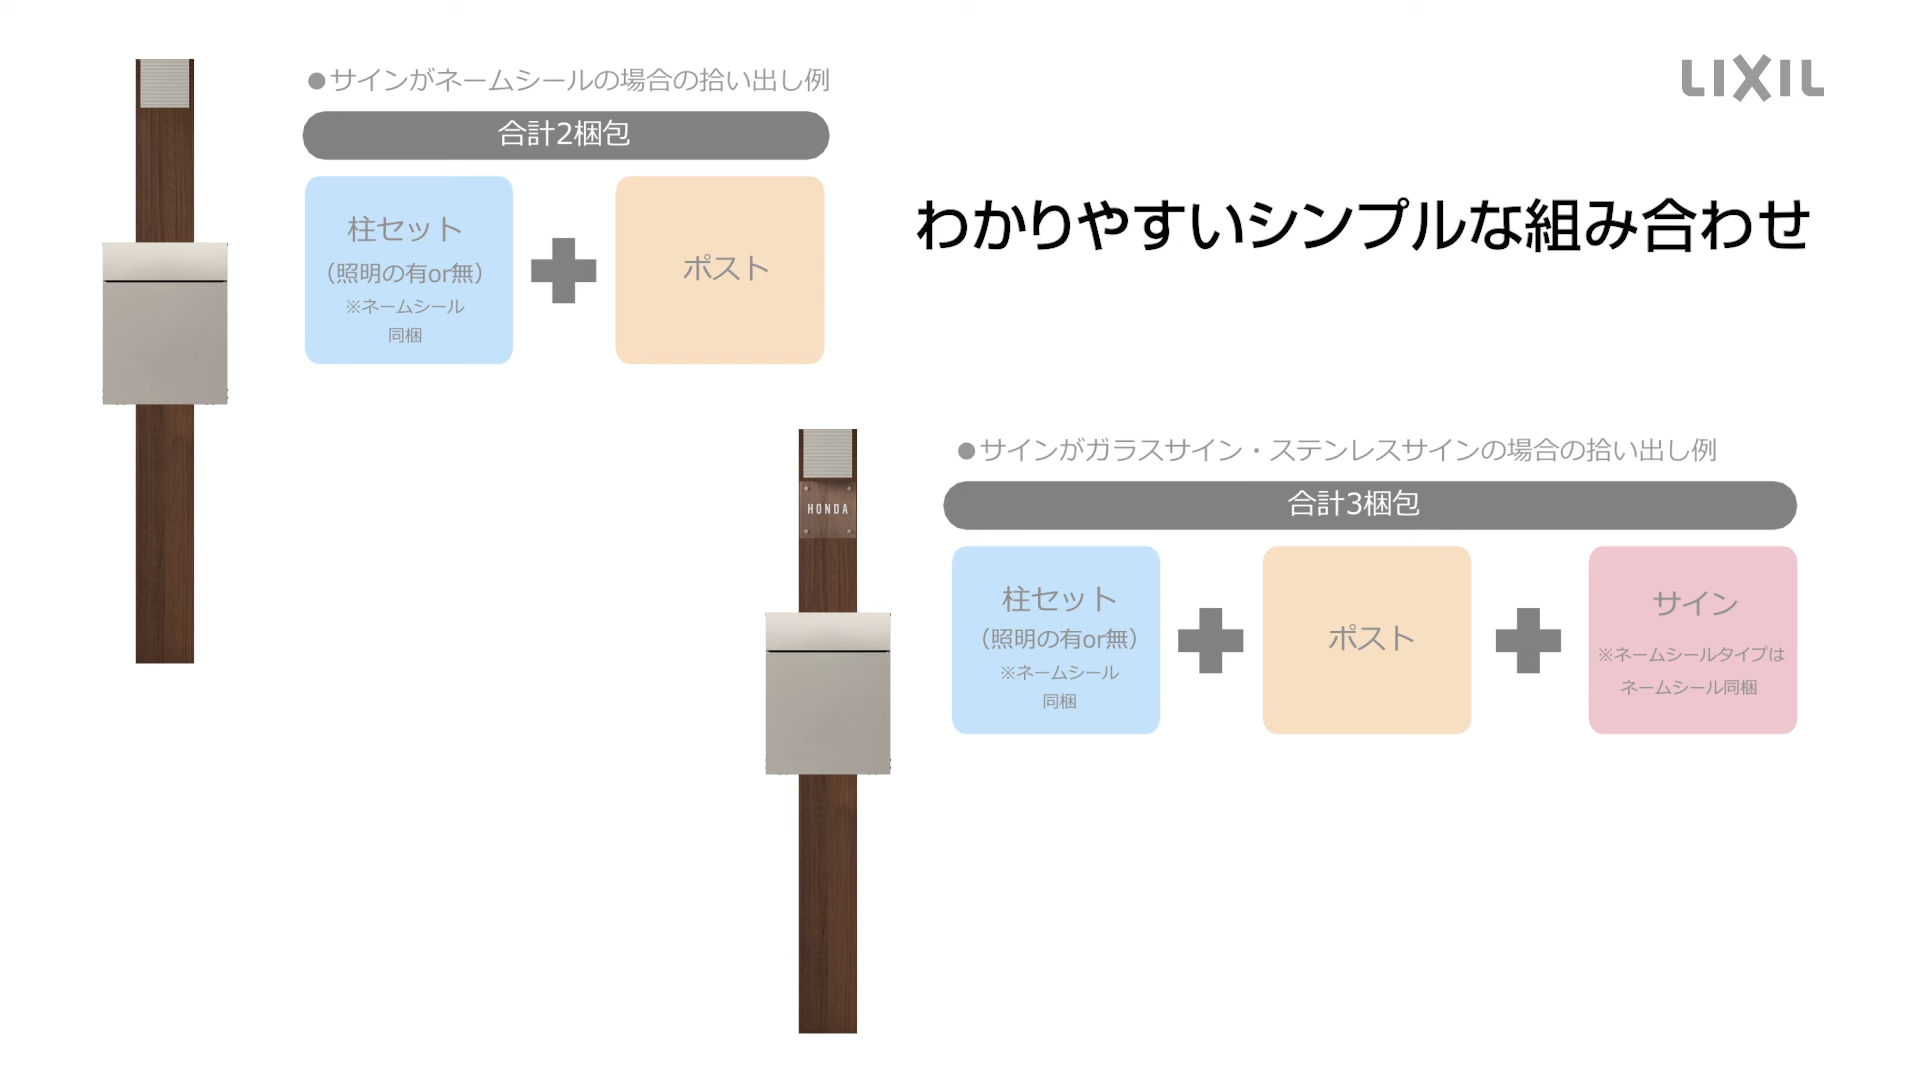 ●サインがネームシールの場合の拾い出し例
合計2梱包
柱セット
（照明の有or無）
※ネームシール
同梱
ポスト
LIXIL
わかりやすいシンプルな組み合わせ
●サインがガラスサイン・ステンレスサインの場合の拾い出し例
合計3梱包
HONDA
柱セット
（照明の有or無）
※ネームシール
同梱
ポスト
サイン
※ネームシールタイプは
ネームシール同梱